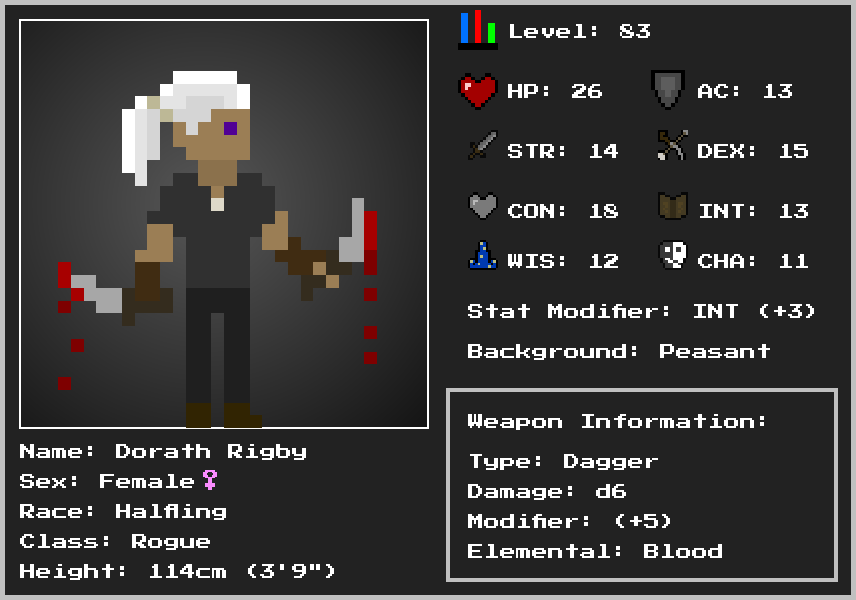 Level: 83
HP: 26
AC: 13
STR: 14
DEX: 15
CON: 18
INT: 13
WIS: 12
CHA: 11
Stat Modifier: INT (+3)
Background: Peasant
Weapon Information:
Type: Dagger
Damage: d6
Modifier: (+5)
Elemental: Blood
Name: Dorath Rigby
Sex: Female♀
Race: Halfling
Class: Rogue
Height: 114cm (3'9")